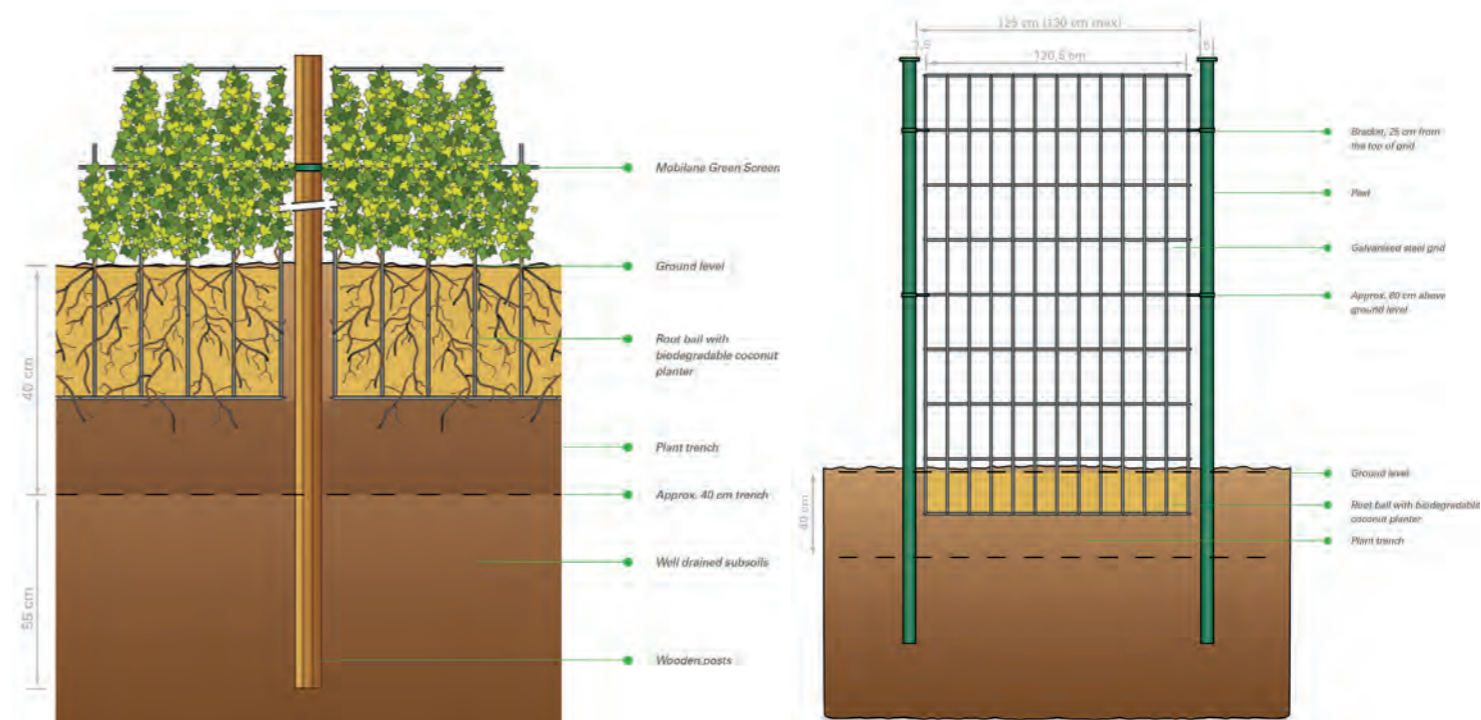 Mobilane Green Screen
Ground level
Root ball with
biodegradable coconut
planter
Plant trench
Approx. 40 cm trench
Well drained subsoils
Wooden posts
40 cm
55 cm
125 cm (130 cm max)
120,5 cm
Bracket, 25 cm from
the top of grid
Post
Galvanised steel grid
Approx. 80 cm above
ground level
Ground level
Root ball with biodegradable
coconut planter
Plant trench
40 cm